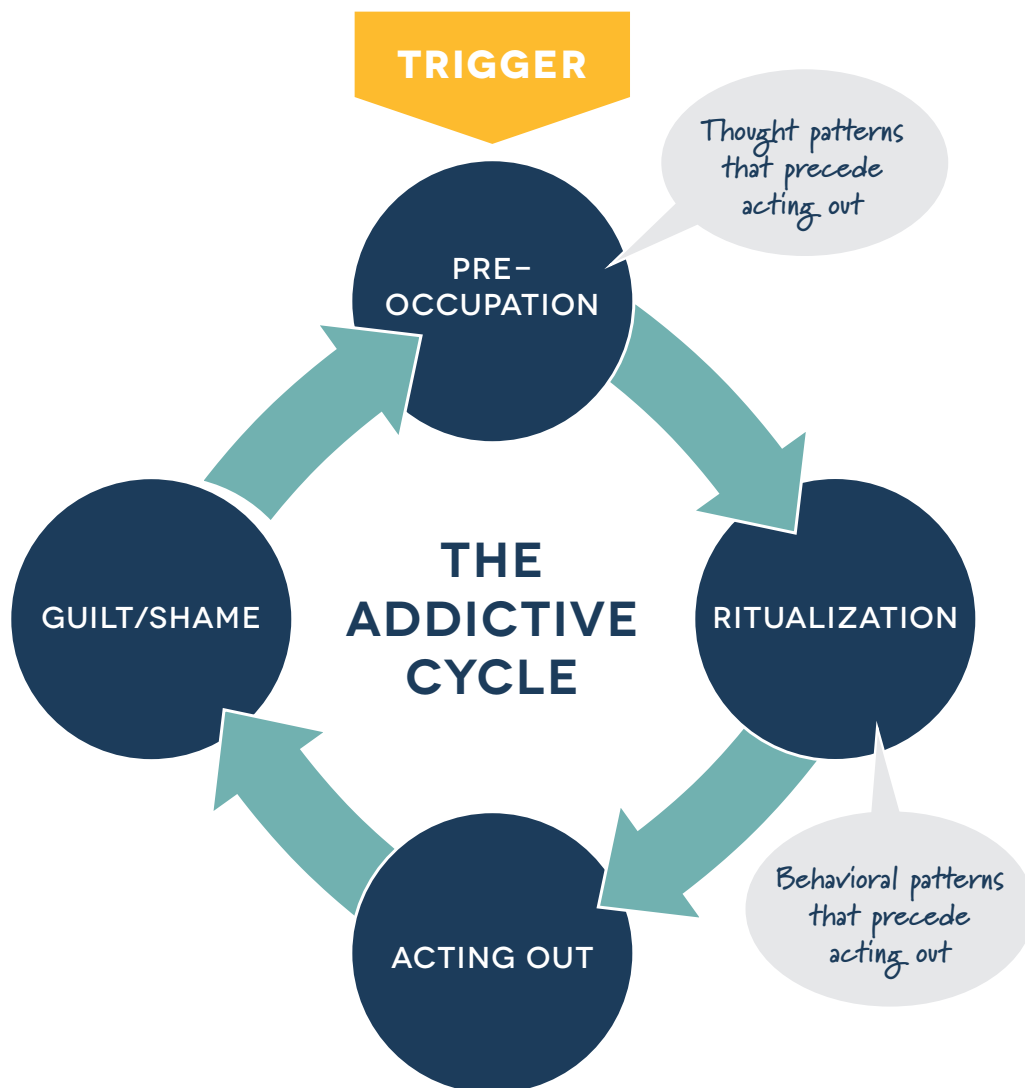 TRIGGER
Thought patterns
that precede
acting out
PRE-
OCCUPATION
THE
ADDICTIVE
CYCLE
GUILT/SHAME
RITUALIZATION
Behavioral patterns
that precede
acting out
ACTING OUT